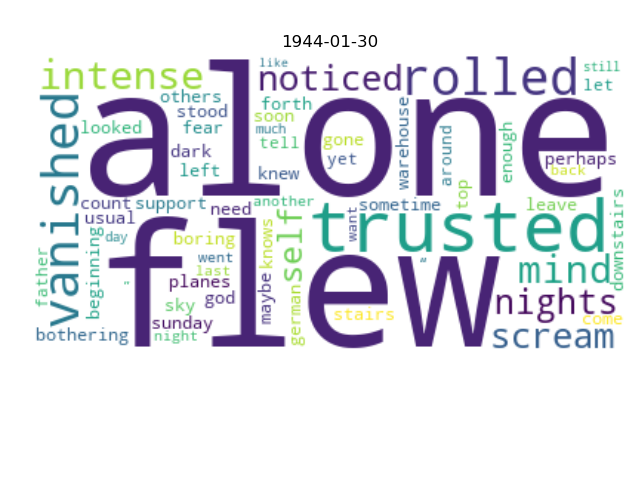 1944-01-30
like
still
intense
noticed
rolled
let
others
forth
stood
soon
alone
looked
fear
much
tell
gone
warehouse
around
enough
dark
yet
perhaps
back
left
knew
vanished
count
support
need
another
want
sometime
top
leave
downstairs
usual
trusted
day
boring
self
father
beginning
flew
went
knows
“
mind
last
planes
sky
god
maybe
german
nights
”
sunday
stairs
come
bothering
night
scream